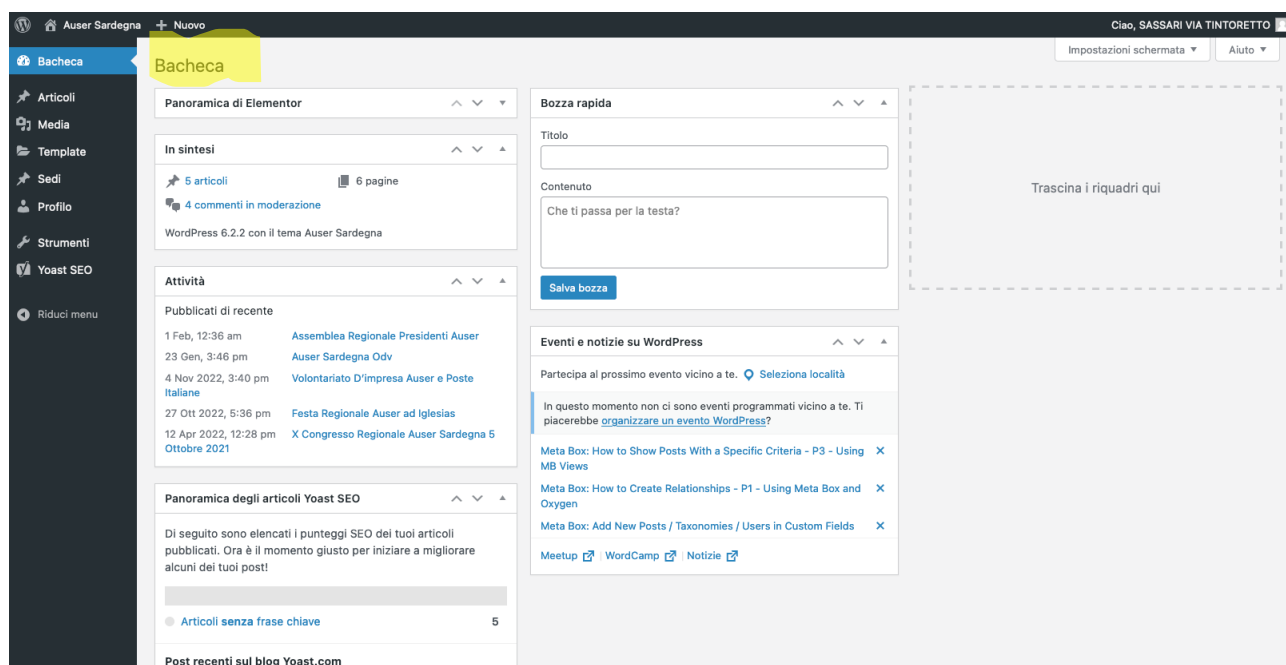 Auser Sardegna
Nuovo
Ciao, SASSARI VIA TINTORETTO
Impostazioni schermata
Aiuto
Bacheca
Articoli
Media
Template
Sedi
Profilo
Strumenti
Yoast SEO
Riduci menu
Bacheca
Panoramica di Elementor
In sintesi
5 articoli
6 pagine
4 commenti in moderazione
WordPress 6.2.2 con il tema Auser Sardegna
Attività
Pubblicati di recente
1 Feb, 12:36 am Assemblea Regionale Presidenti Auser
23 Gen, 3:46 pm Auser Sardegna Odv
4 Nov 2022, 3:40 pm Volontariato D'impresa Auser e Poste
Italiane
27 Ott 2022, 5:36 pm Festa Regionale Auser ad Iglesias
12 Apr 2022, 12:28 pm X Congresso Regionale Auser Sardegna 5
Ottobre 2021
Panoramica degli articoli Yoast SEO
Di seguito sono elencati i punteggi SEO dei tuoi articoli
pubblicati. Ora è il momento giusto per iniziare a migliorare
alcuni dei tuoi post!
Articoli senza frase chiave 5
Post recenti sul blog Yoast.com
Bozza rapida
Titolo
Contenuto
Che ti passa per la testa?
Salva bozza
Eventi e notizie su WordPress
Partecipa al prossimo evento vicino a te. Seleziona località
In questo momento non ci sono eventi programmati vicino a te. Ti
piacerebbe organizzare un evento WordPress?
Meta Box: How to Show Posts With a Specific Criteria - P3 - Using
MB Views
Meta Box: How to Create Relationships - P1 - Using Meta Box and
Oxygen
Meta Box: Add New Posts / Taxonomies / Users in Custom Fields
Meetup | WordCamp | Notizie
Trascina i riquadri qui